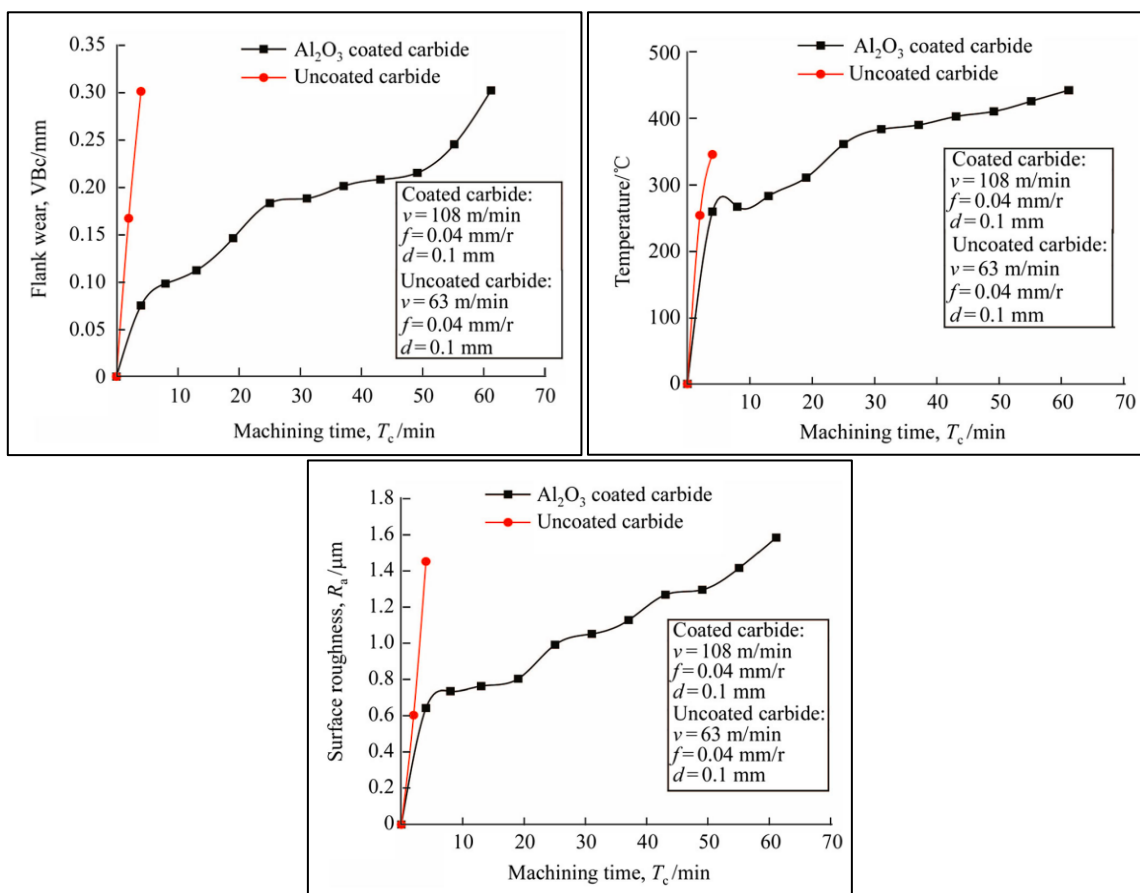 0.35
0.30
0.25
0.20
0.15
0.10
0.05
0
Flank wear, VBc/mm
Al₂O₃ coated carbide
Uncoated carbide
Coated carbide:
v=108 m/min
f=0.04 mm/r
d=0.1 mm
Uncoated carbide:
v=63 m/min
f=0.04 mm/r
d=0.1 mm
10 20 30 40 50 60 70
Machining time, Tc/min
500
400
300
200
100
0
Temperature/℃
Al₂O₃ coated carbide
Uncoated carbide
Coated carbide:
v=108 m/min
f=0.04 mm/r
d=0.1 mm
Uncoated carbide:
v=63 m/min
f=0.04 mm/r
d=0.1 mm
10 20 30 40 50 60 70
Machining time, Tc/min
1.8
1.6
1.4
1.2
1.0
0.8
0.6
0.4
0.2
0
Surface roughness, Ra/μm
Al₂O₃ coated carbide
Uncoated carbide
Coated carbide:
v=108 m/min
f=0.04 mm/r
d=0.1 mm
Uncoated carbide:
v=63 m/min
f=0.04 mm/r
d=0.1 mm
10 20 30 40 50 60 70
Machining time, Tc/min